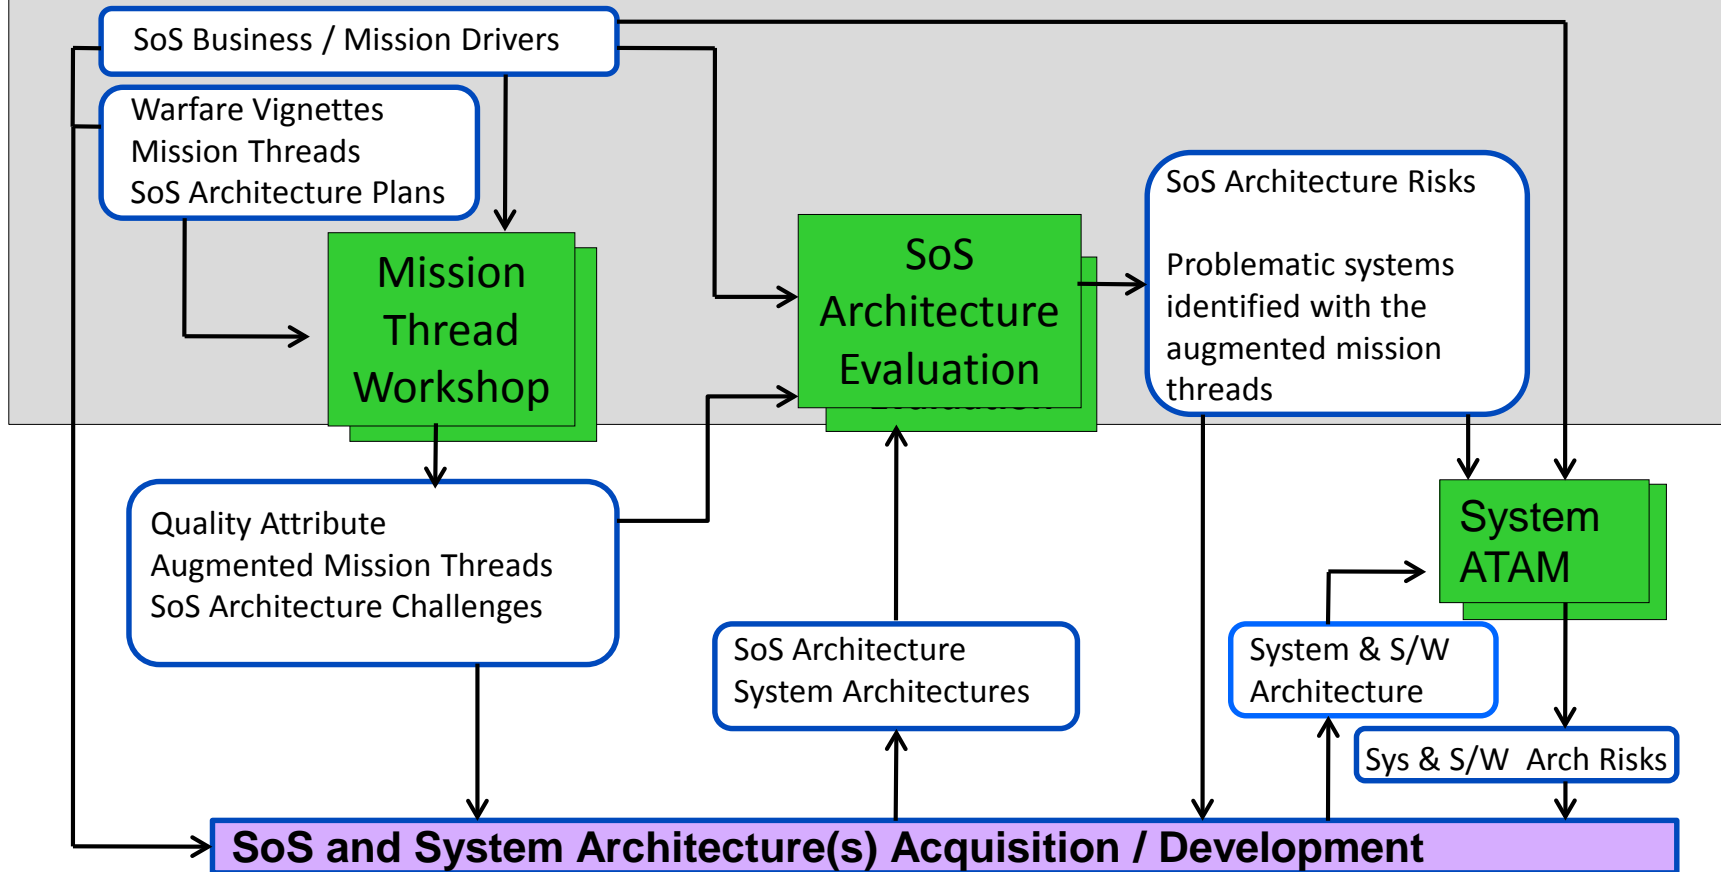 SoS Business / Mission Drivers
Warfare Vignettes
Mission Threads
SoS Architecture Plans
Mission
Thread
Workshop
SoS
Architecture
Evaluation
Evaluation
SoS Architecture Risks
Problematic systems
identified with the
augmented mission
threads
Quality Attribute
Augmented Mission Threads
SoS Architecture Challenges
System
ATAM
SoS Architecture
System Architectures
System & S/W
Architecture
Sys & S/W Arch Risks
SoS and System Architecture(s) Acquisition / Development